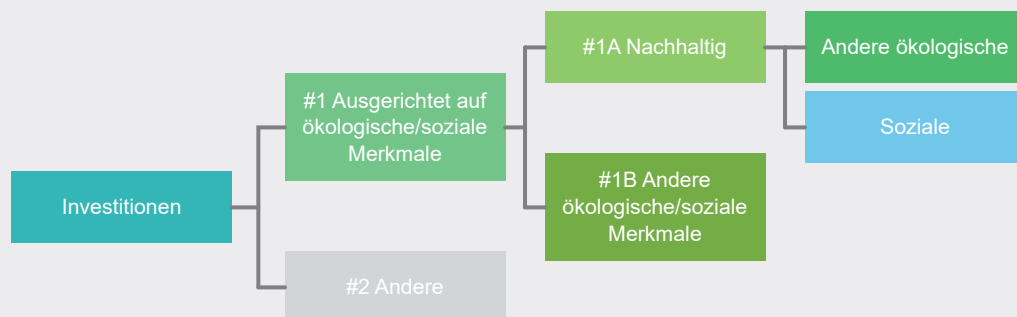 Investitionen
#1 Ausgerichtet auf
ökologische/soziale
Merkmale
#2 Andere
#1A Nachhaltig
#1B Andere
ökologische/soziale
Merkmale
Andere ökologische
Soziale